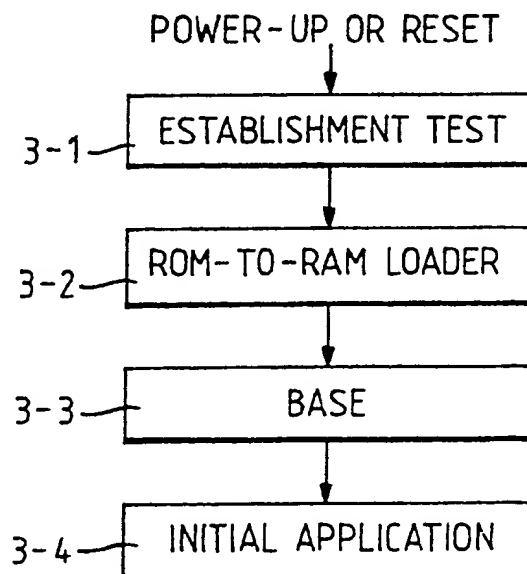 POWER-UP OR RESET
3-1 ESTABLISHMENT TEST
3-2 ROM-TO-RAM LOADER
3-3 BASE
3-4 INITIAL APPLICATION